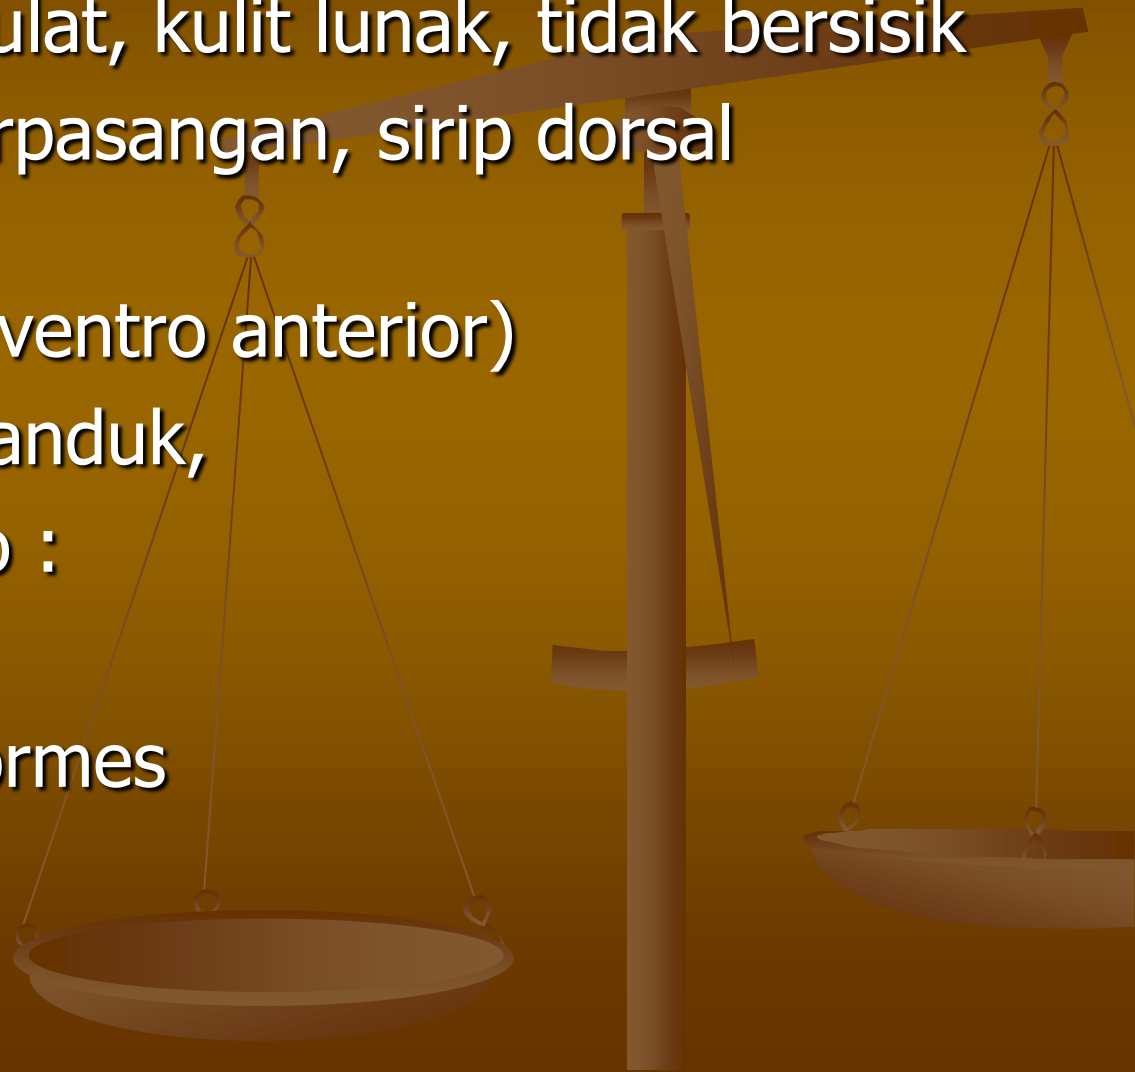 ulat, kulit lunak, tidak bersisik
rpasangan, sirip dorsal
ventro anterior)
anduk,
o :
ormes